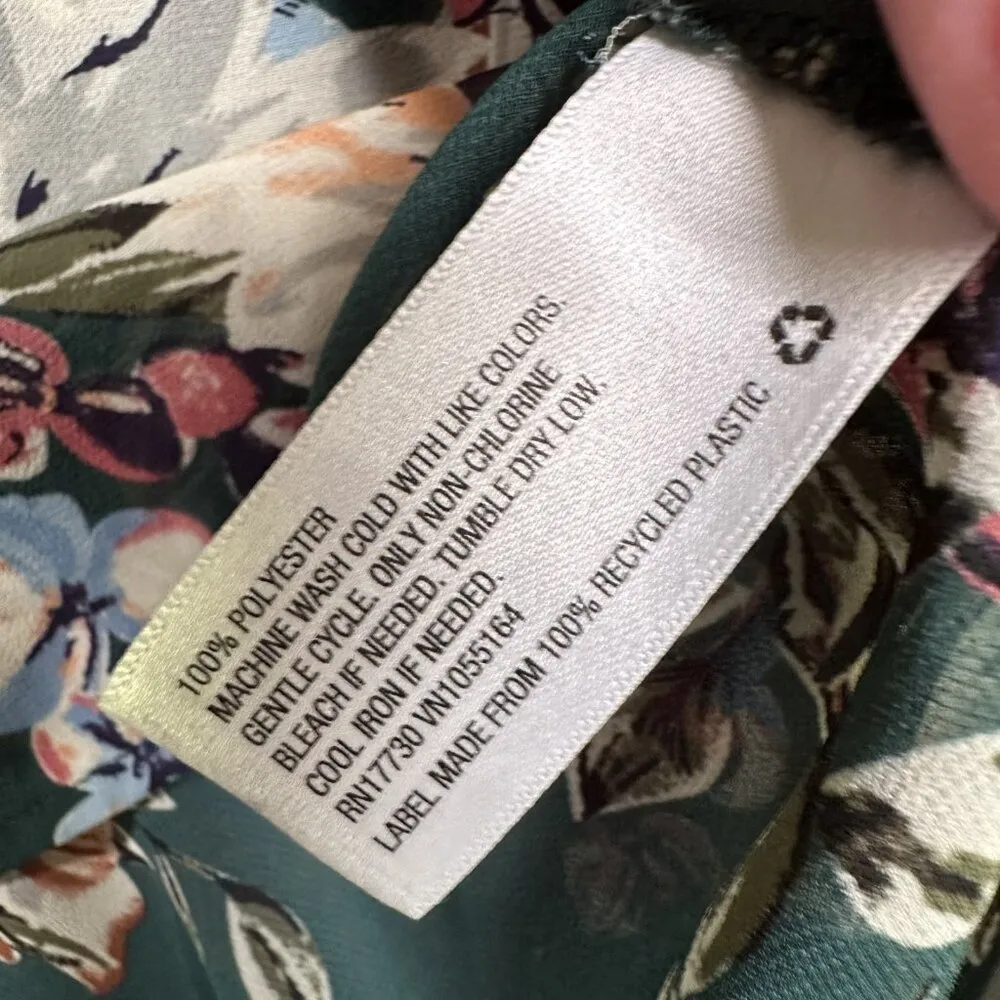 100% POLYESTER
MACHINE WASH COLD WITH LIKE COLORS.
GENTLE CYCLE. ONLY NON-CHLORINE
BLEACH IF NEEDED. TUMBLE DRY LOW.
COOL IRON IF NEEDED.
RN17730 VN1055164
LABEL MADE FROM 100% RECYCLED PLASTIC